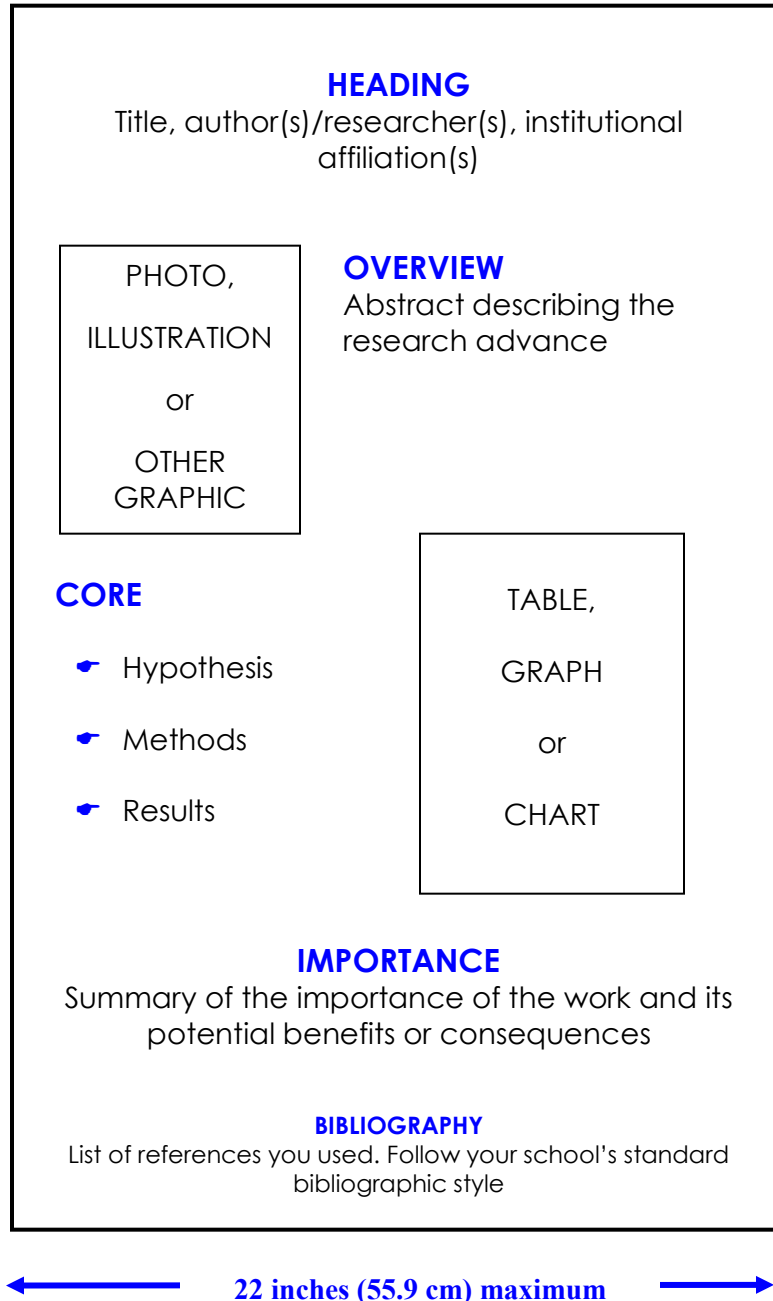 HEADING
Title, author(s)/researcher(s), institutional
affiliation(s)
PHOTO,
ILLUSTRATION
or
OTHER
GRAPHIC
OVERVIEW
Abstract describing the
research advance
CORE
Hypothesis
Methods
Results
TABLE,
GRAPH
or
CHART
IMPORTANCE
Summary of the importance of the work and its
potential benefits or consequences
BIBLIOGRAPHY
List of references you used. Follow your school’s standard
bibliographic style
22 inches (55.9 cm) maximum